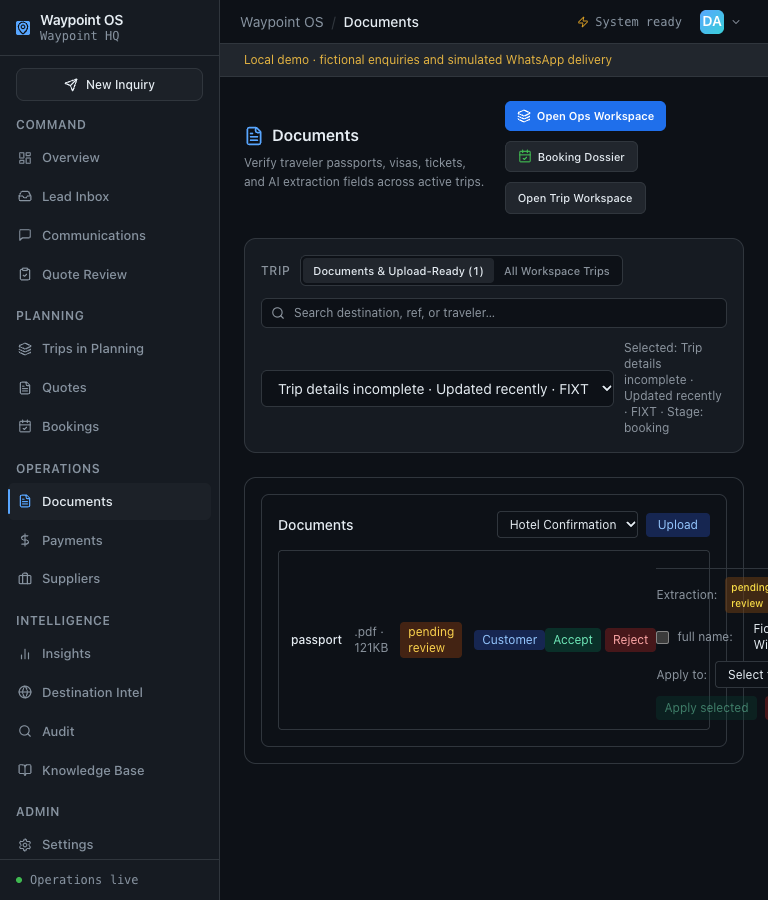 Waypoint OS
Waypoint HQ
New Inquiry
COMMAND
Overview
Lead Inbox
Communications
Quote Review
PLANNING
Trips in Planning
Quotes
Bookings
OPERATIONS
Documents
Payments
Suppliers
INTELLIGENCE
Insights
Destination Intel
Audit
Knowledge Base
ADMIN
Settings
Operations live
Waypoint OS / Documents
System ready
DA
Local demo · fictional enquiries and simulated WhatsApp delivery
Documents
Verify traveler passports, visas, tickets,
and AI extraction fields across active trips.
Open Ops Workspace
Booking Dossier
Open Trip Workspace
TRIP
Documents & Upload-Ready (1)
All Workspace Trips
Search destination, ref, or traveler...
Trip details incomplete · Updated recently · FIXT
Selected: Trip
details
incomplete ·
Updated recently
· FIXT · Stage:
booking
Documents
Hotel Confirmation
Upload
passport
.pdf ·
121KB
pending
review
Customer
Accept
Reject
Extraction:
pending
review
full name:
Apply to:
Select
Apply selected